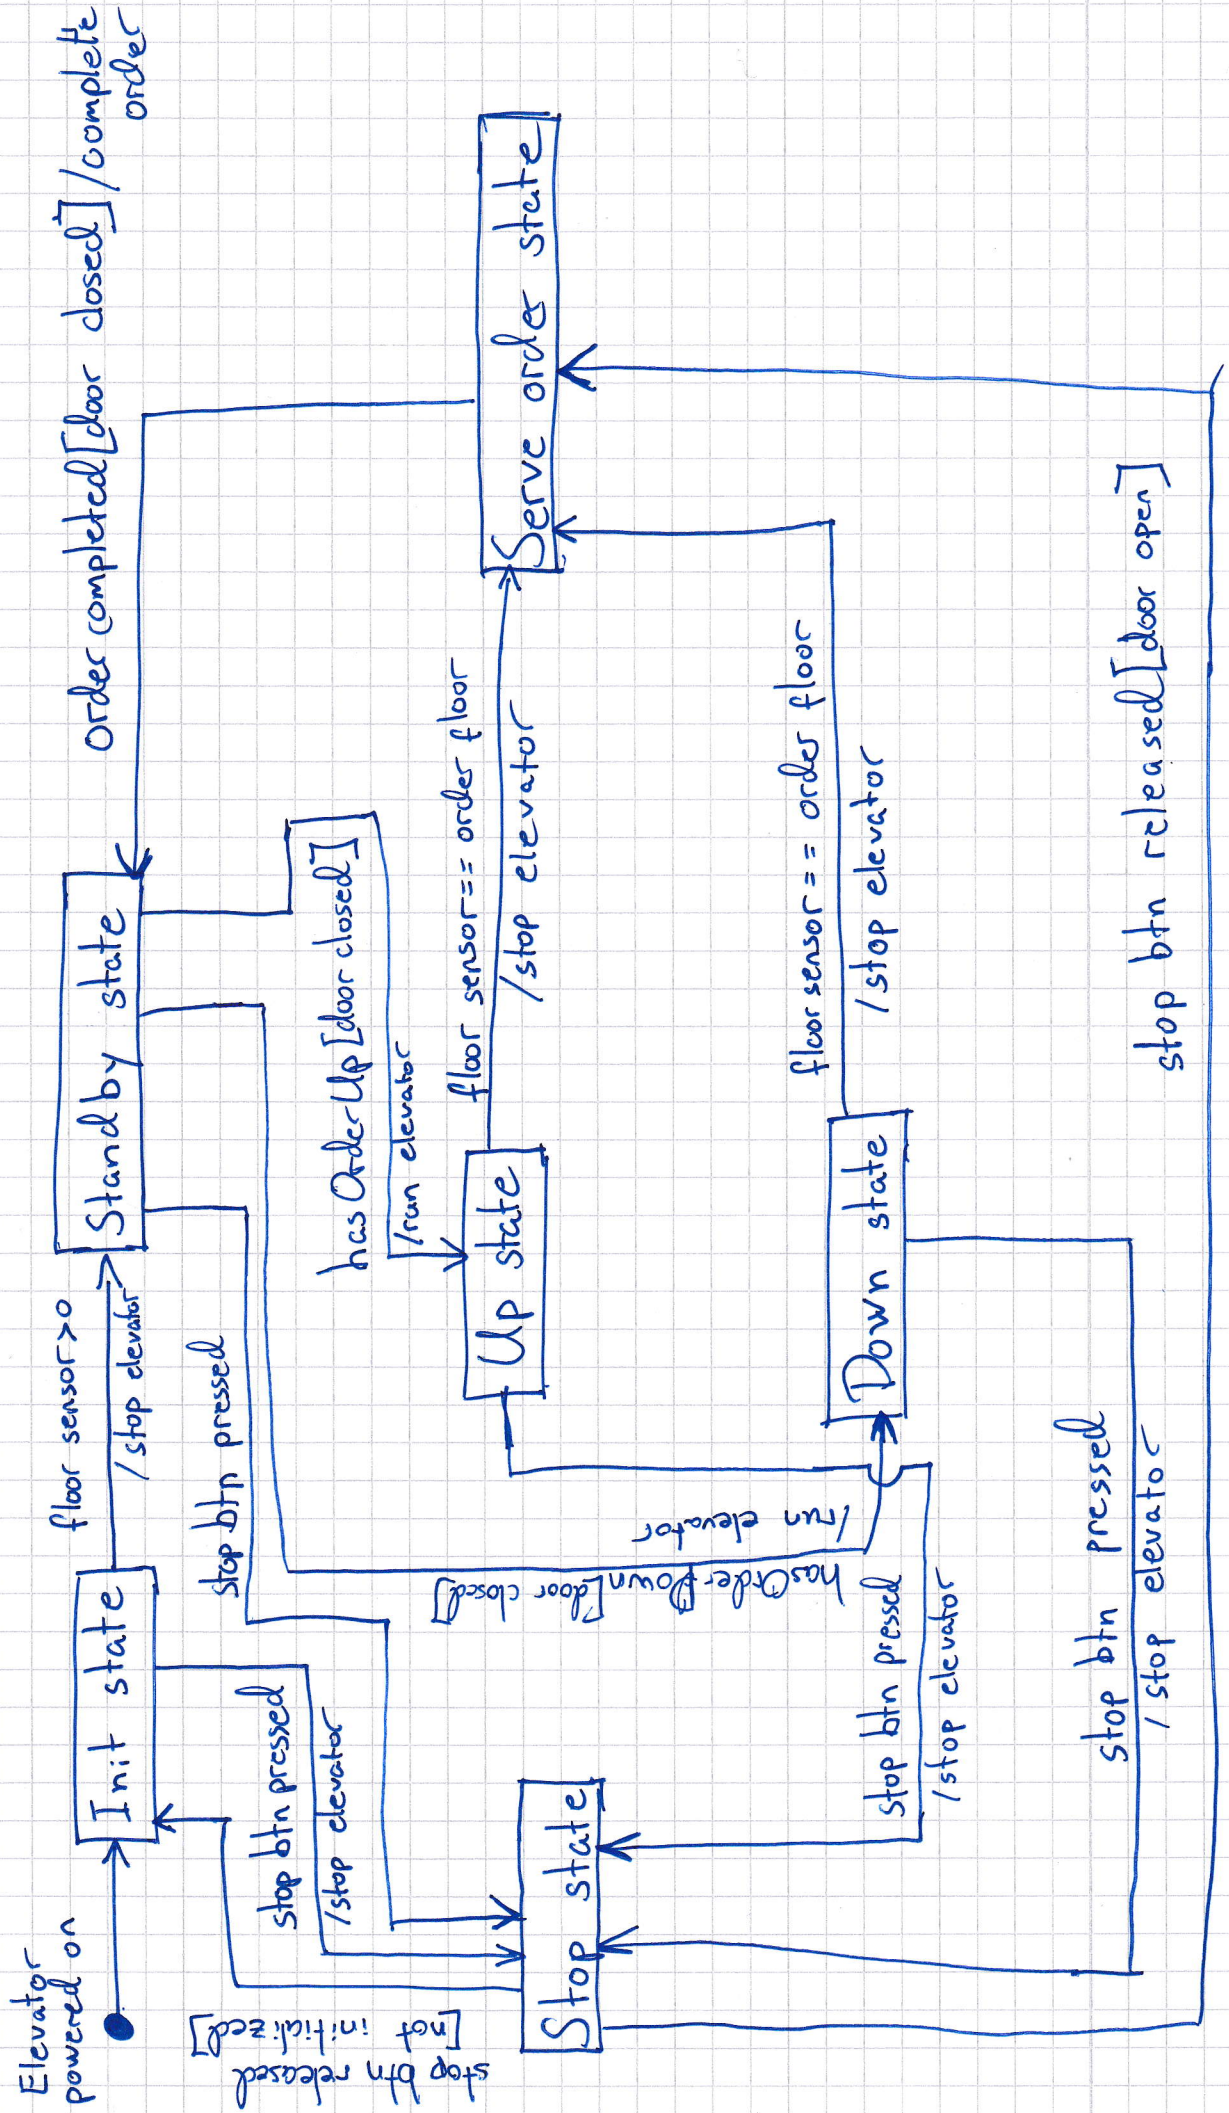 Elevator
powered on
Init state
floor sensor>0
/stop elevator
Standby state
order completed[door closed]/complete
order
stop btn pressed
stop btn pressed
/stop elevator
stop btn released
[not initialized]
hasOrderUp[door closed]
/run elevator
hasOrderDown[door closed]
/run elevator
Up state
floor sensor== order floor
/stop elevator
Serve order state
Stop state
stop btn pressed
/stop elevator
Down state
floor sensor== order floor
/stop elevator
stop btn pressed
/stop elevator
stop btn released[door open]